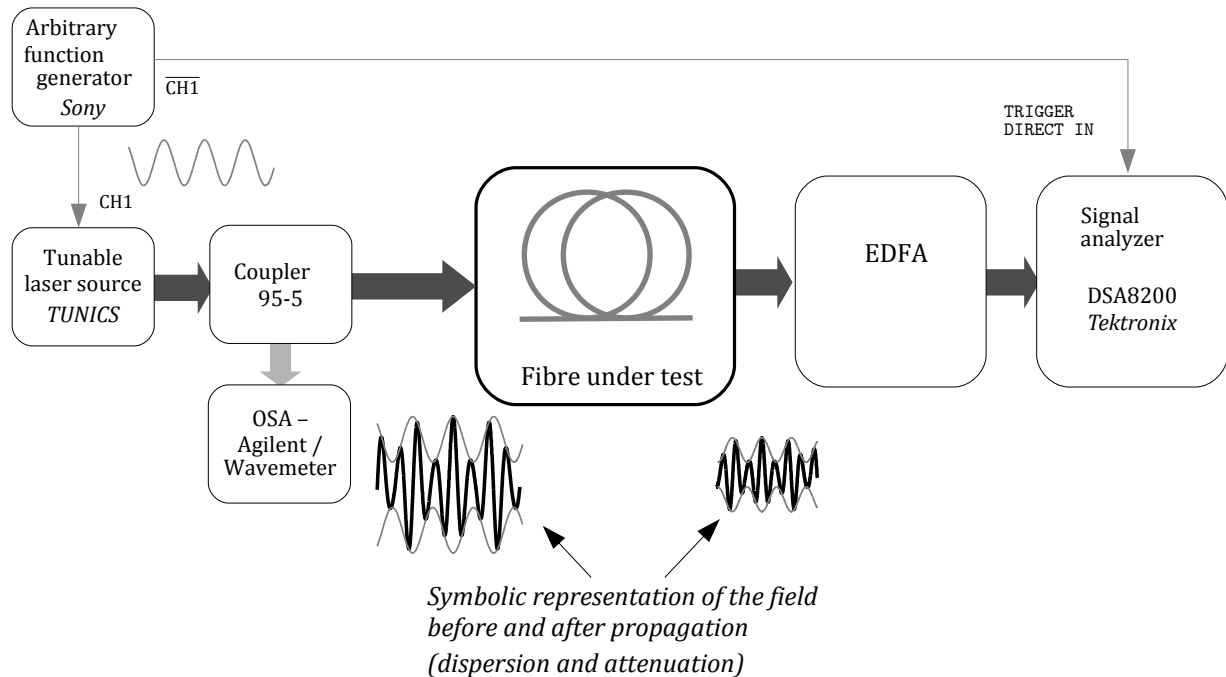 Arbitrary
function
generator
Sony
CH1
TRIGGER
DIRECT IN
CH1
Tunable
laser source
TUNICS
Coupler
95-5
Fibre under test
EDFA
Signal
analyzer
DSA8200
Tektronix
OSA –
Agilent /
Wavemeter
Symbolic representation of the field
before and after propagation
(dispersion and attenuation)